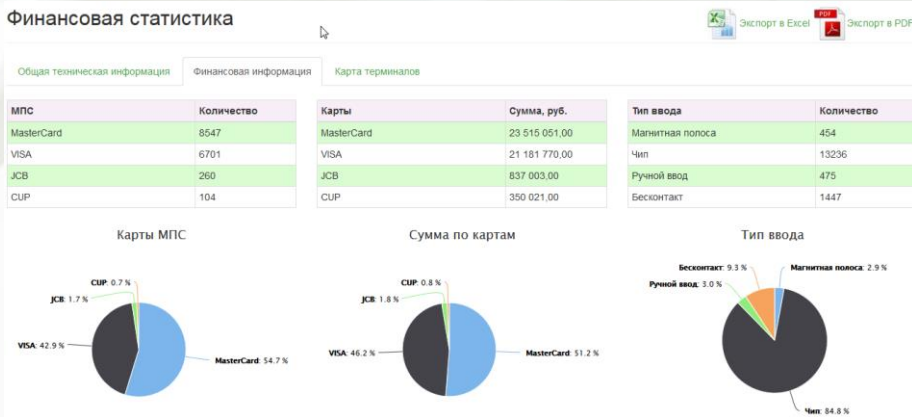 Финансовая статистика
Экспорт в Excel
PDF
Экспорт в PDF
Общая техническая информация Финансовая информация Карта терминалов
МПС Количество
MasterCard 8547
VISA 6701
JCB 260
CUP 104
Карты Сумма, руб.
MasterCard 23 515 051,00
VISA 21 181 770,00
JCB 837 003,00
CUP 350 021,00
Тип ввода Количество
Магнитная полоса 454
Чип 13236
Ручной ввод 475
Бесконтакт 1447
Карты МПС
CUP: 0.7 %
JCB: 1.7 %
VISA: 42.9 %
MasterCard: 54.7 %
Сумма по картам
CUP: 0.8 %
JCB: 1.8 %
VISA: 46.2 %
MasterCard: 51.2 %
Тип ввода
Бесконтакт: 9.3 %
Магнитная полоса: 2.9 %
Ручной ввод: 3.0 %
Чип: 84.8 %